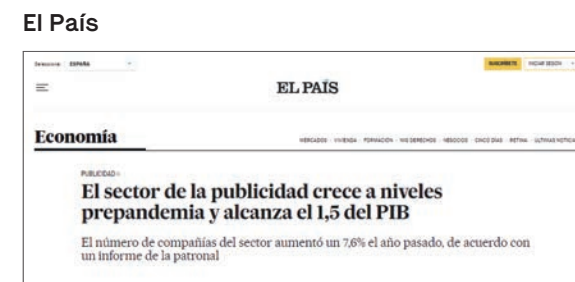 El País
Seleccione ESPAÑA
SUSCRÍBETE INICIAR SESIÓN
EL PAÍS
Economía
MERCADOS · VIVIENDA · FORMACIÓN · MIS DERECHOS · NEGOCIOS · CINCO DÍAS · RETINA · ÚLTIMAS NOTICIA
PUBLICIDAD
El sector de la publicidad crece a niveles
prepandemia y alcanza el 1,5 del PIB
El número de compañías del sector aumentó un 7,6% el año pasado, de acuerdo con
un informe de la patronal